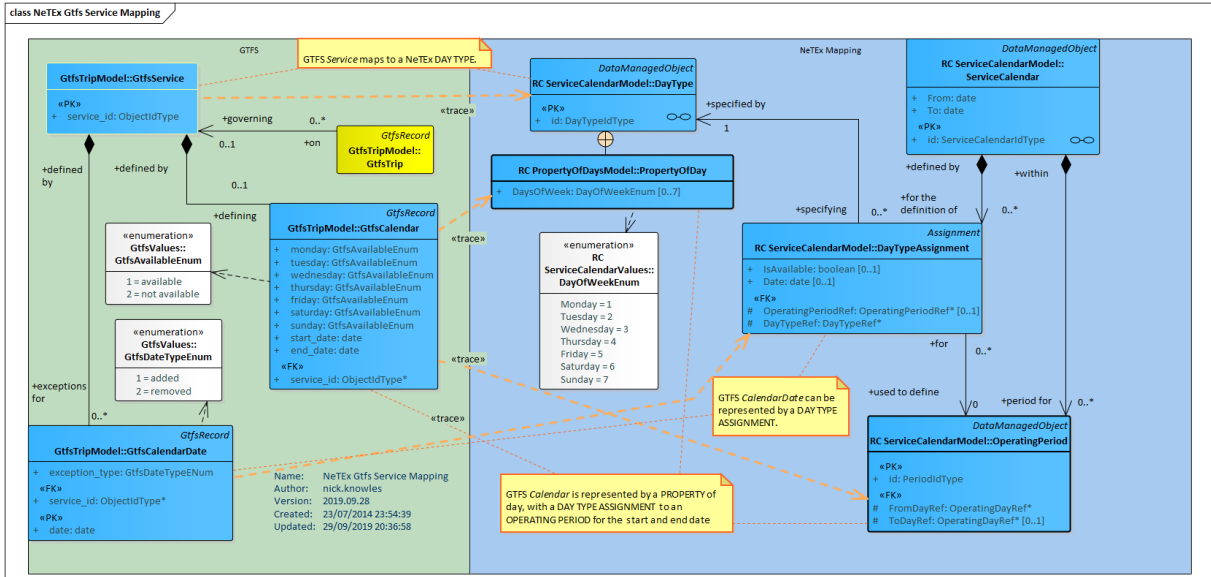 class NeTEx Gtfs Service Mapping
GTFS
NeTEx Mapping
GTFS Service maps to a NeTEx DAY TYPE.
GtfsTripModel::GtfsService
«PK»
+ service_id: ObjectIdType
DataManagedObject
RC ServiceCalendarModel::DayType
«PK»
+ id: DayTypeIdType
DataManagedObject
RC ServiceCalendarModel::
ServiceCalendar
+ From: date
+ To: date
«PK»
+ id: ServiceCalendarIdType
«trace»
+specified by
1
+governing
0..*
0..1
+on
GtfsRecord
GtfsTripModel::
GtfsTrip
+defined
by
+defined by
0..1
+defining
RC PropertyOfDaysModel::PropertyOfDay
+ DaysOfWeek: DayOfWeekEnum [0..7]
+defined by
+within
+for the
definition of
0..*
+specifying
0..*
«enumeration»
GtfsValues::
GtfsAvailableEnum
1 = available
2 = not available
GtfsRecord
GtfsTripModel::GtfsCalendar
+ monday: GtfsAvailableEnum
+ tuesday: GtfsAvailableEnum
+ wednesday: GtfsAvailableEnum
+ thursday: GtfsAvailableEnum
+ friday: GtfsAvailableEnum
+ saturday: GtfsAvailableEnum
+ sunday: GtfsAvailableEnum
+ start_date: date
+ end_date: date
«FK»
+ service_id: ObjectIdType*
«trace»
«enumeration»
RC
ServiceCalendarValues::
DayOfWeekEnum
Monday = 1
Tuesday = 2
Wednesday = 3
Thursday = 4
Friday = 5
Saturday = 6
Sunday = 7
Assignment
RC ServiceCalendarModel::DayTypeAssignment
+ IsAvailable: boolean [0..1]
+ Date: date [0..1]
«FK»
# OperatingPeriodRef: OperatingPeriodRef* [0..1]
# DayTypeRef: DayTypeRef*
«enumeration»
GtfsValues::
GtfsDateTypeEnum
1 = added
2 = removed
«trace»
+for
0..*
+exceptions
for
0..*
«trace»
GTFS CalendarDate can be
represented by a DAY TYPE
ASSIGNMENT.
+used to define
0
+period for
0..*
GtfsRecord
GtfsTripModel::GtfsCalendarDate
+ exception_type: GtfsDateTypeENum
«FK»
+ service_id: ObjectIdType*
«PK»
+ date: date
Name: NeTEx Gtfs Service Mapping
Author: nick.knowles
Version: 2019.09.28
Created: 23/07/2014 23:54:39
Updated: 29/09/2019 20:36:58
GTFS Calendar is represented by a PROPERTY of
day, with a DAY TYPE ASSIGNMENT to an
OPERATING PERIOD for the start and end date
DataManagedObject
RC ServiceCalendarModel::OperatingPeriod
«PK»
+ id: PeriodIdType
«FK»
# FromDayRef: OperatingDayRef*
# ToDayRef: OperatingDayRef* [0..1]